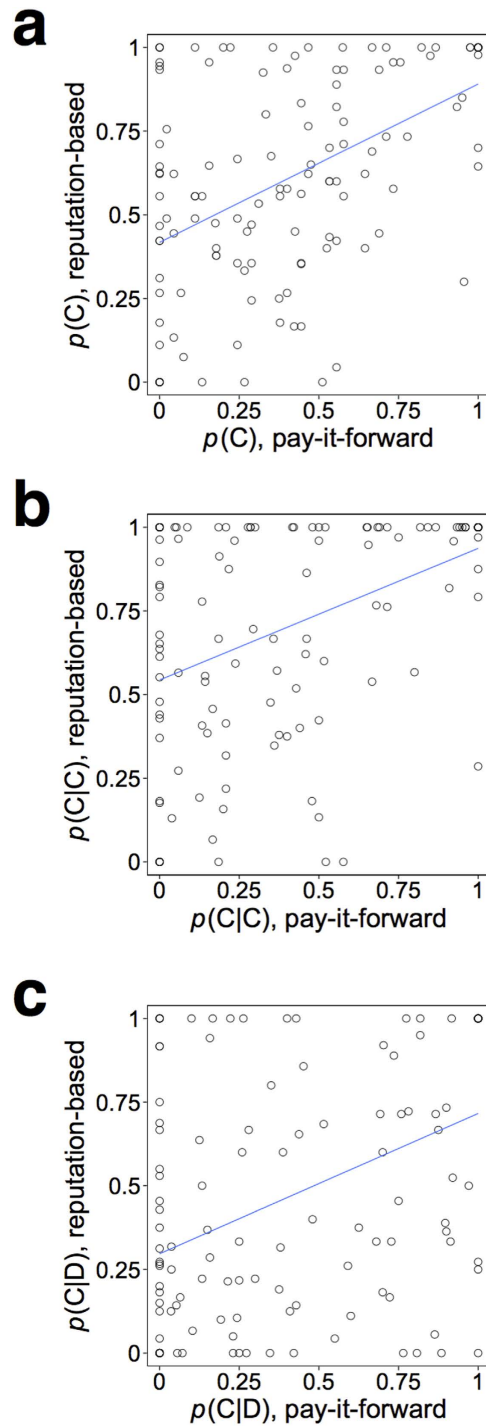 a
1
0.75
0.5
0.25
0
p(C), reputation-based
0 0.25 0.5 0.75 1
p(C), pay-it-forward
b
1
0.75
0.5
0.25
0
p(C|C), reputation-based
0 0.25 0.5 0.75 1
p(C|C), pay-it-forward
c
1
0.75
0.5
0.25
0
p(C|D), reputation-based
0 0.25 0.5 0.75 1
p(C|D), pay-it-forward